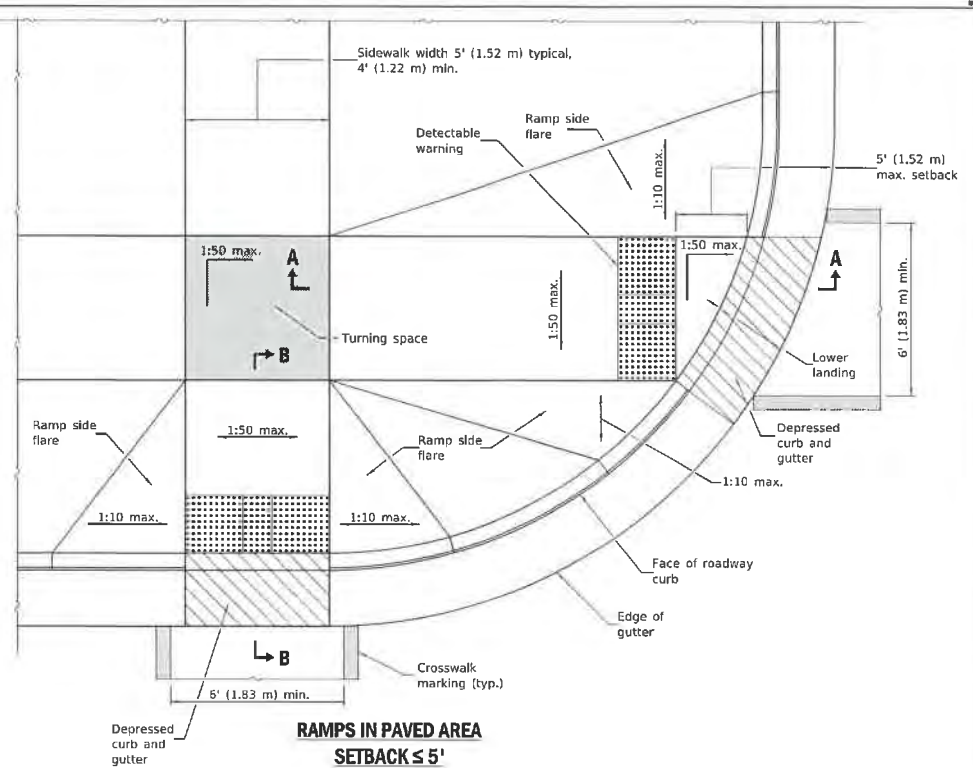 Sidewalk width 5' (1.52 m) typical,
4' (1.22 m) min.
Detectable
warning
Ramp side
flare
1:10 max.
5' (1.52 m)
max. setback
1:50 max.
A
1:50 max.
1:50 max.
A
6' (1.83 m) min.
Turning space
B
Lower
landing
Ramp side
flare
1:50 max.
Ramp side
flare
Depressed
curb and
gutter
1:10 max.
1:10 max.
1:10 max.
Face of roadway
curb
Edge of
gutter
B
Crosswalk
marking (typ.)
6' (1.83 m) min.
Depressed
curb and
gutter
RAMPS IN PAVED AREA
SETBACK ≤ 5'